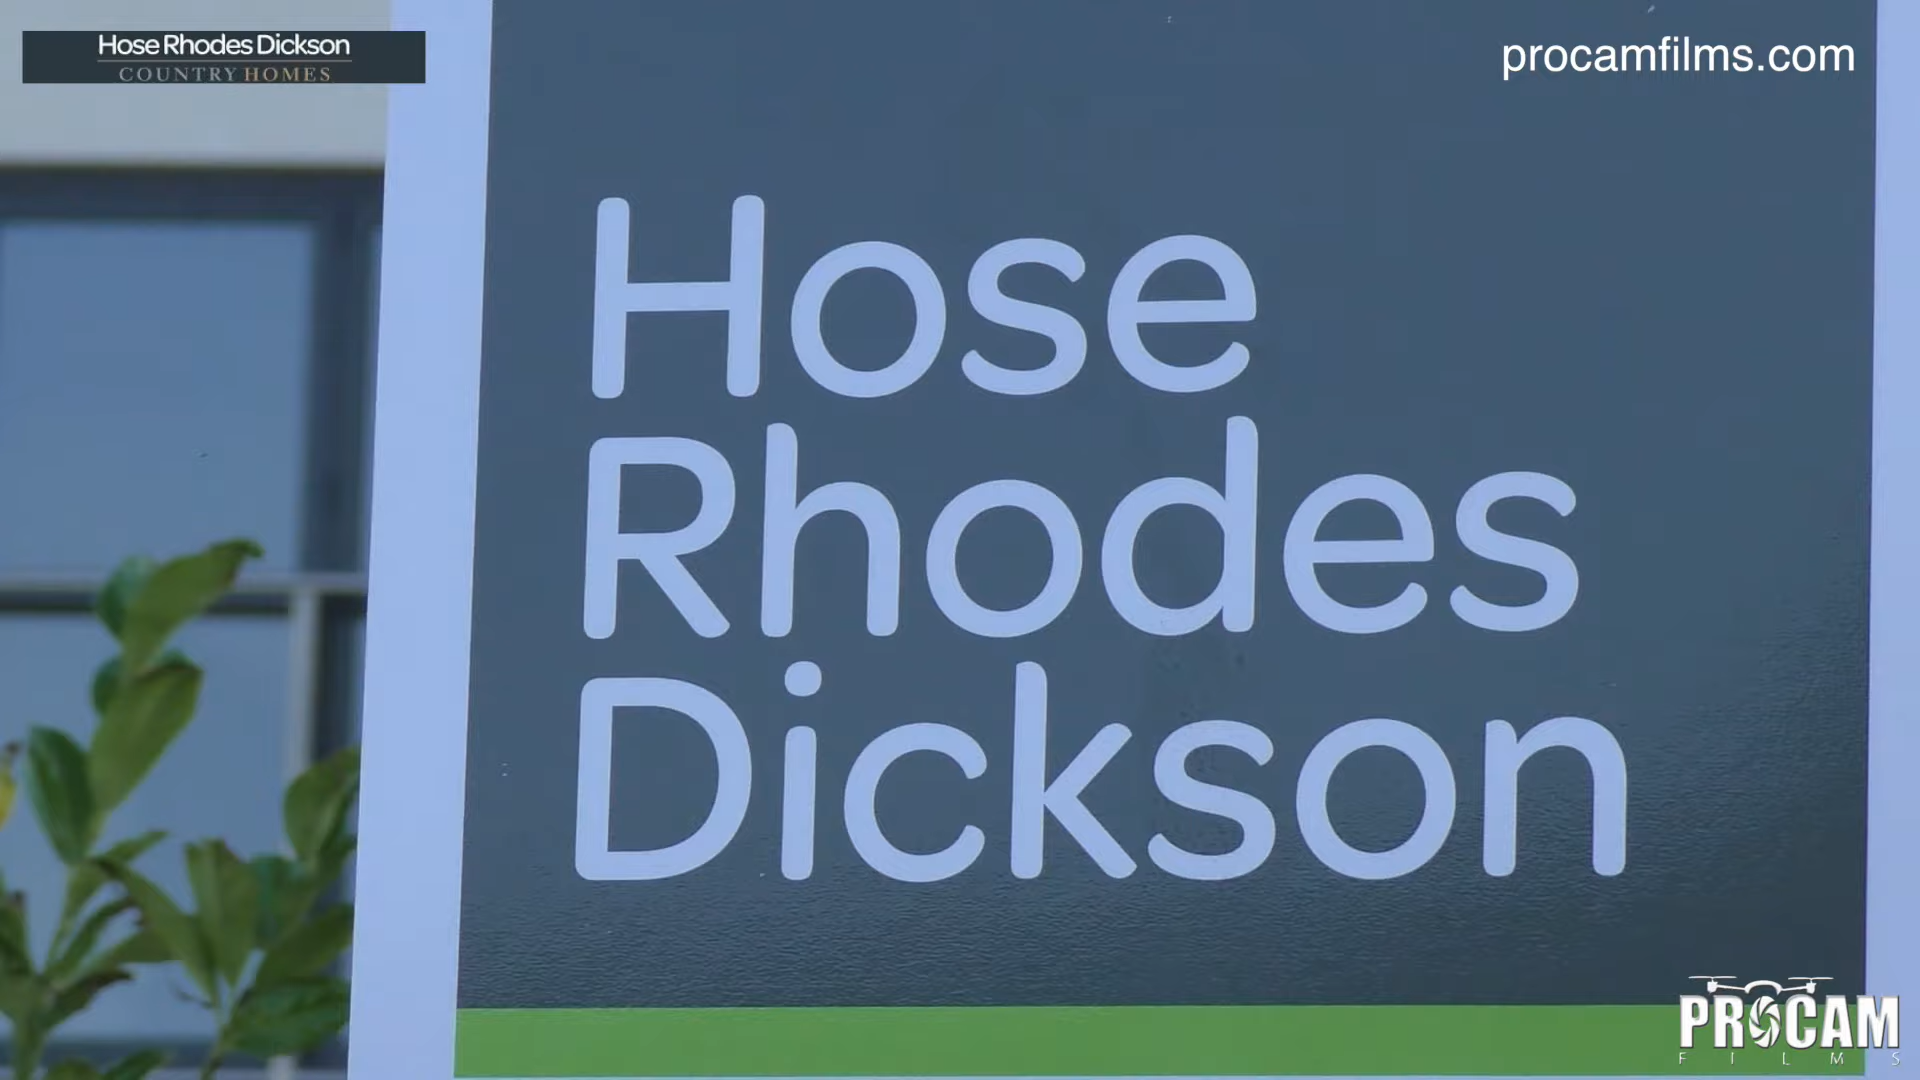 Hose Rhodes Dickson
COUNTRY HOMES
procamfilms.com
Hose
Rhodes
Dickson
PROCAM
FILMS